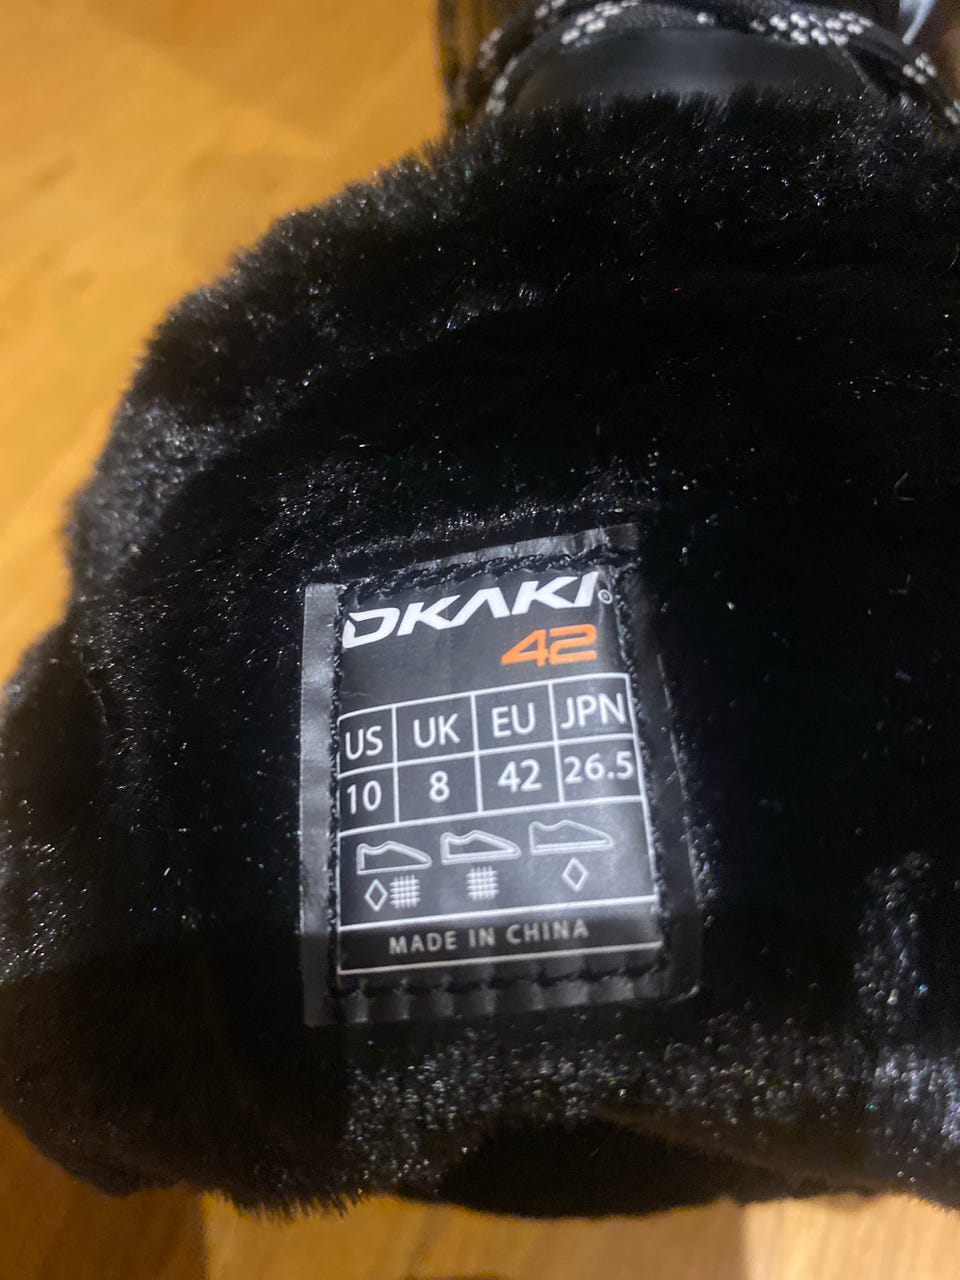 DKAKI®
42
US UK EU JPN
10 8 42 26.5
MADE IN CHINA